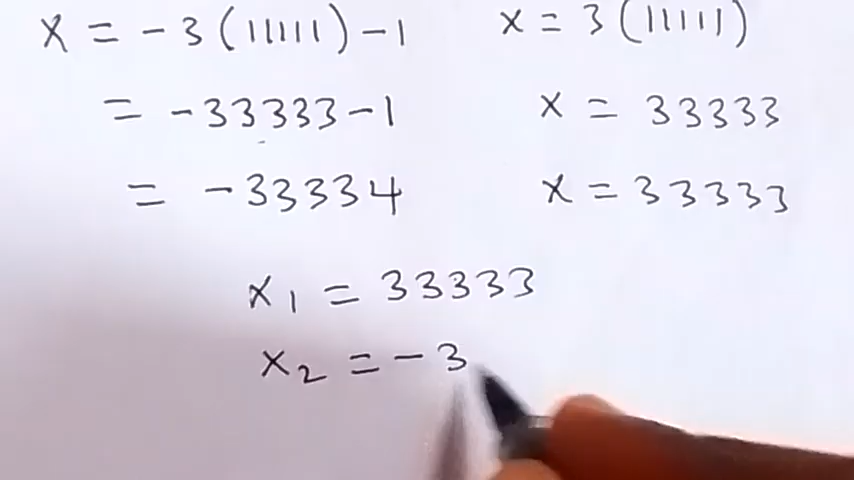 x = -3(11111) -1
= -33333-1
= -33334
x = 3(11111)
x = 33333
x = 33333
x1 = 33333
x2 = -3